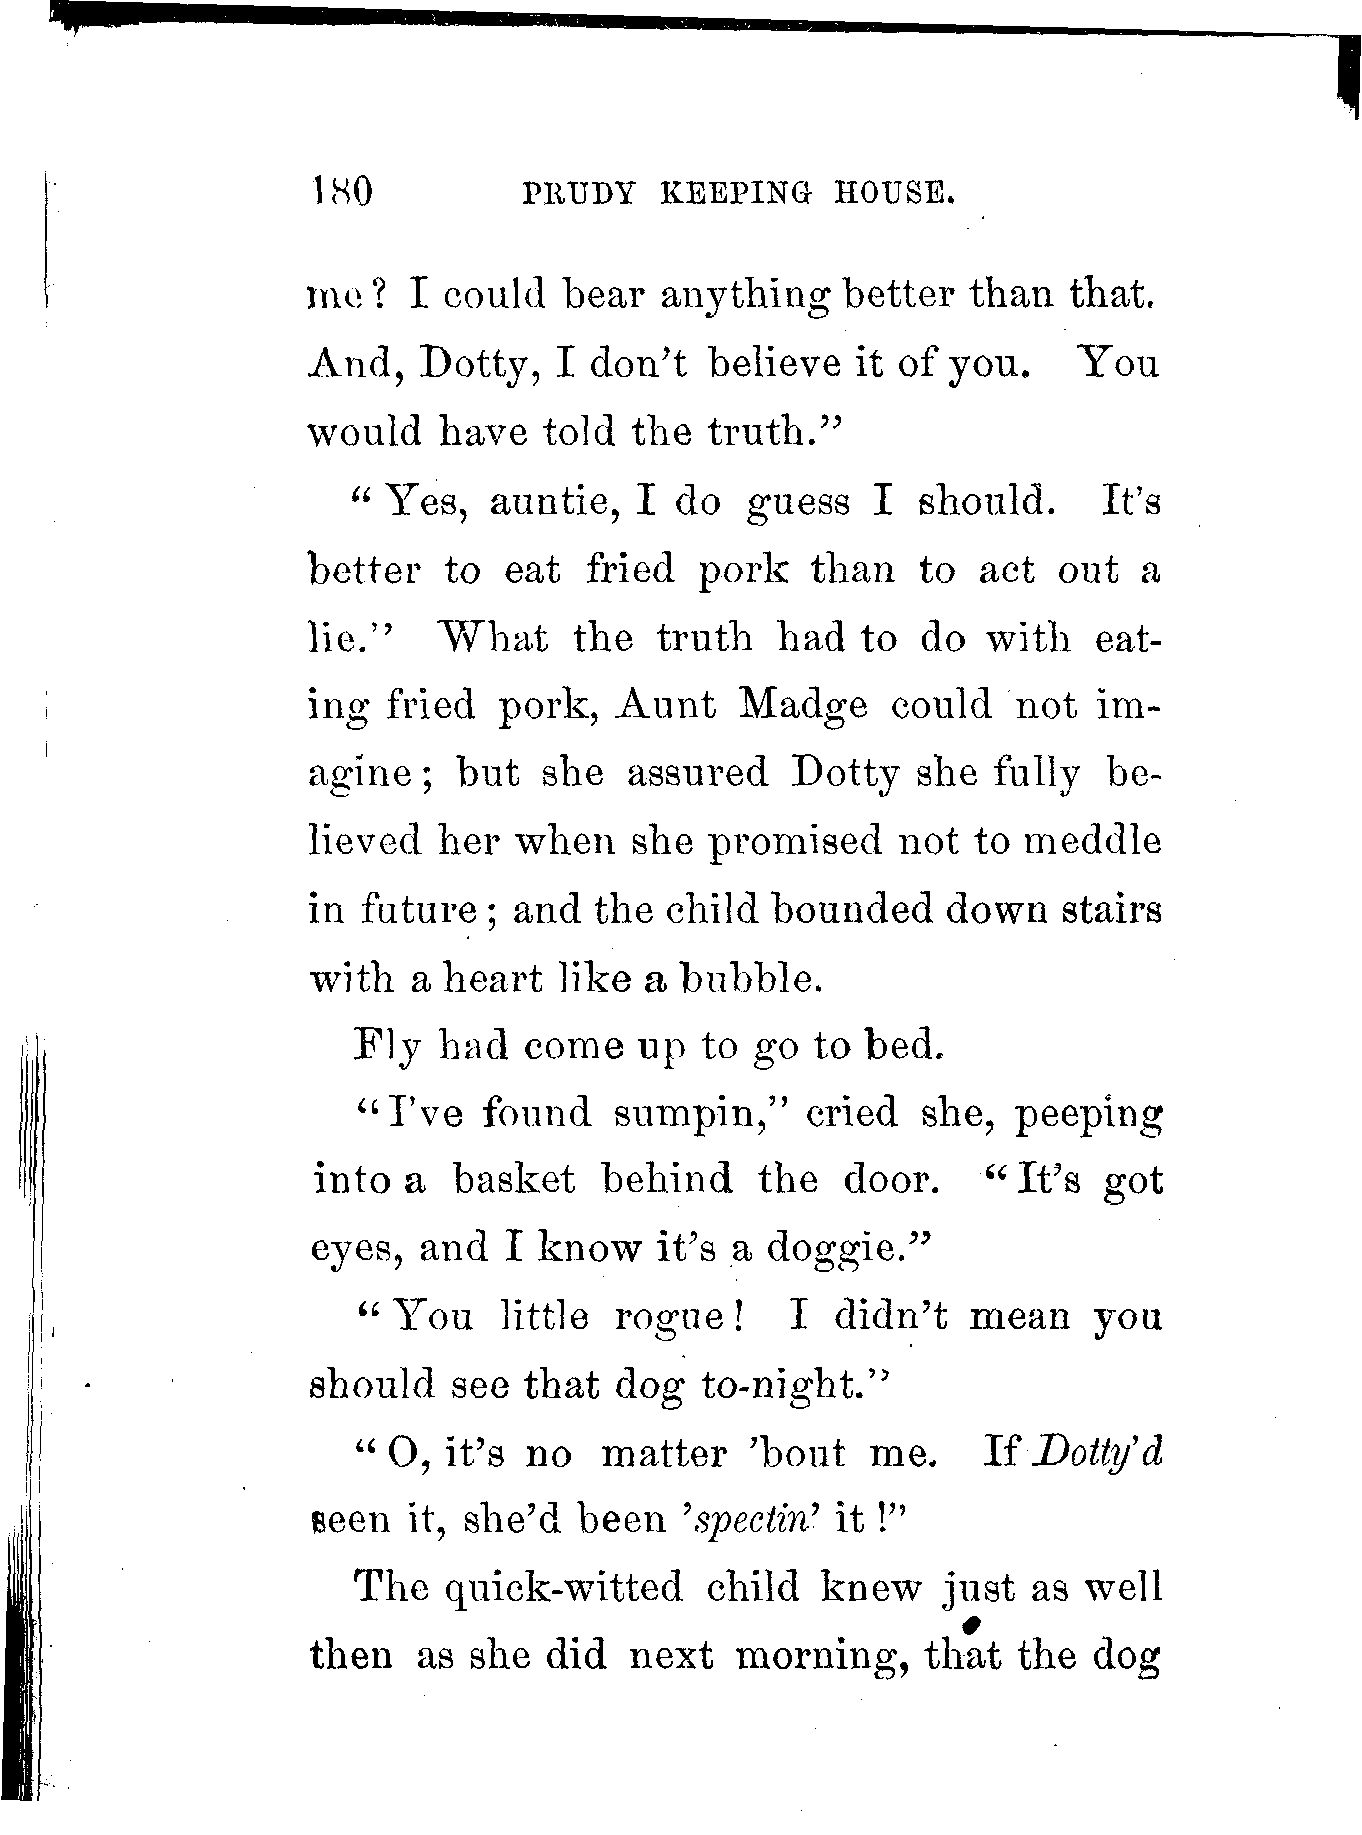 180 PRUDY KEEPING HOUSE.
me? I could bear anything better than that.
And, Dotty, I don't believe it of you. You
would have told the truth."
"Yes, auntie, I do guess I should. It's
better to eat fried pork than to act out a
lie." What the truth had to do with eat-
ing fried pork, Aunt Madge could not im-
agine; but she assured Dotty she fully be-
lieved her when she promised not to meddle
in future; and the child bounded down stairs
with a heart like a bubble.
Fly had come up to go to bed.
"I've found sumpin," cried she, peeping
into a basket behind the door. "It's got
eyes, and I know it's a doggie."
"You little rogue! I didn't mean you
should see that dog to-night."
"O, it's no matter 'bout me. If Dotty'd
seen it, she'd been 'spectin' it!"
The quick-witted child knew just as well
then as she did next morning, that the dog